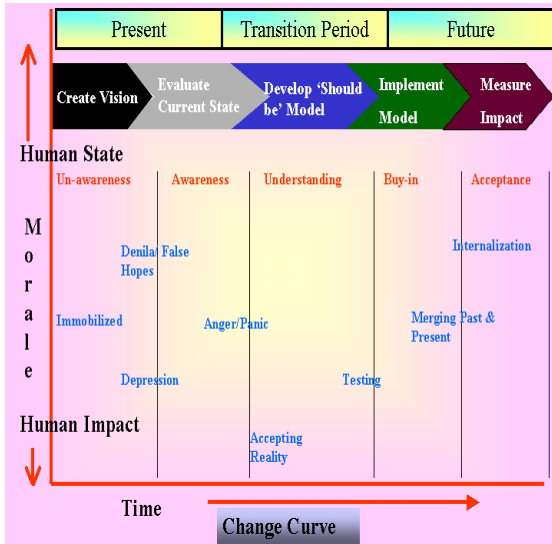 Present Transition Period Future
Create Vision
Evaluate
Current State
Develop ‘Should
be’ Model
Implement
Model
Measure
Impact
Human State
Un-awareness Awareness Understanding Buy-in Acceptance
Morale
Denila/ False
Hopes
Internalization
Immobilized
Anger/Panic
Merging Past &
Present
Depression
Testing
Human Impact
Accepting
Reality
Time
Change Curve